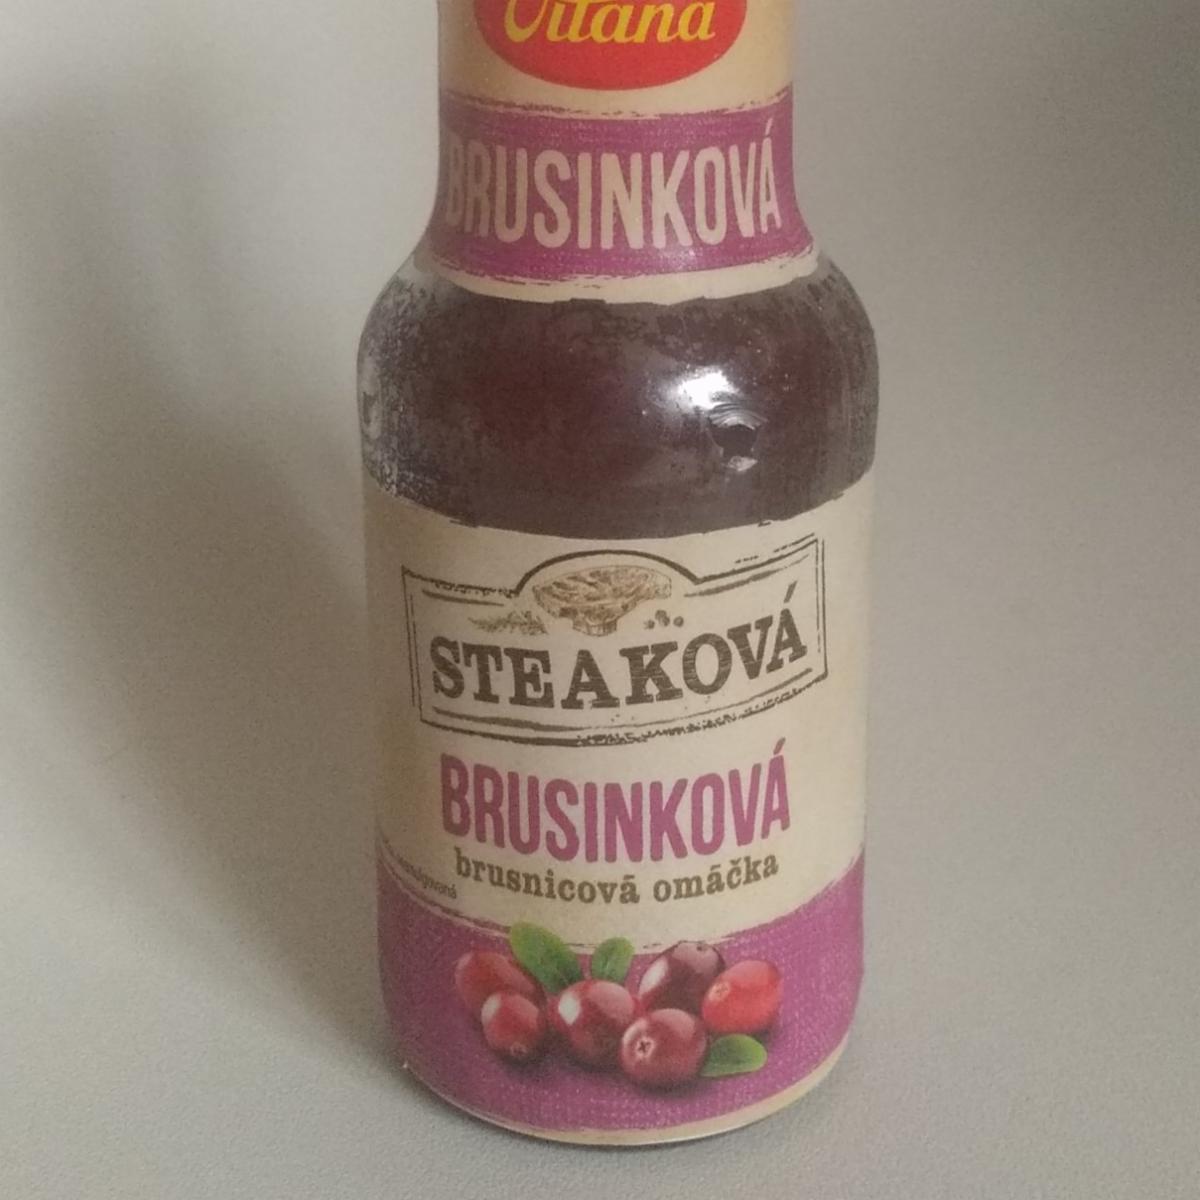 Vitana
BRUSINKOVÁ
STEAKOVÁ
BRUSINKOVÁ
brusnicová omáčka